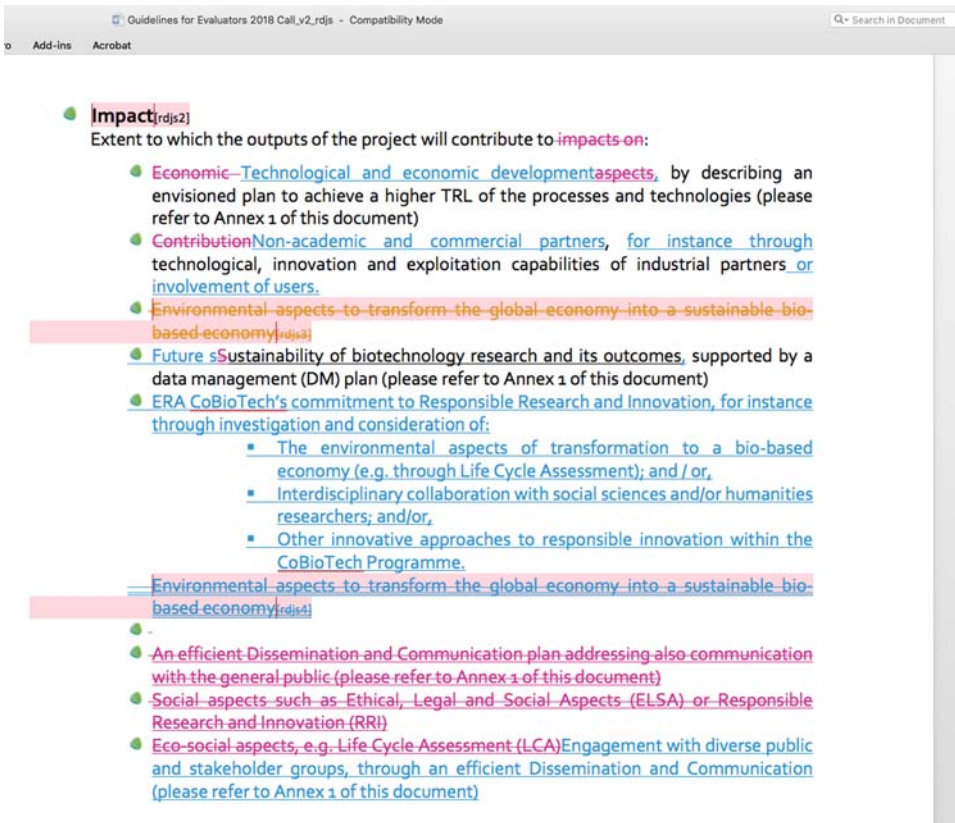 Guidelines for Evaluators 2018 Call_v2_rdjs - Compatibility Mode
Search in Document
Add-ins Acrobat
Impact[rdjs2]
Extent to which the outputs of the project will contribute to impacts on:
Economic Technological and economic developmentaspects, by describing an
envisioned plan to achieve a higher TRL of the processes and technologies (please
refer to Annex 1 of this document)
ContributionNon-academic and commercial partners, for instance through
technological, innovation and exploitation capabilities of industrial partners or
involvement of users.
Environmental aspects to transform the global economy into a sustainable bio-
based economy[rdjs3]
Future sSustainability of biotechnology research and its outcomes, supported by a
data management (DM) plan (please refer to Annex 1 of this document)
ERA CoBioTech's commitment to Responsible Research and Innovation, for instance
through investigation and consideration of:
▪ The environmental aspects of transformation to a bio-based
economy (e.g. through Life Cycle Assessment); and / or,
▪ Interdisciplinary collaboration with social sciences and/or humanities
researchers; and/or,
▪ Other innovative approaches to responsible innovation within the
CoBioTech Programme.
Environmental aspects to transform the global economy into a sustainable bio-
based economy[rdjs4]
An efficient Dissemination and Communication plan addressing also communication
with the general public (please refer to Annex 1 of this document)
Social aspects such as Ethical, Legal and Social Aspects (ELSA) or Responsible
Research and Innovation (RRI)
Eco-social aspects, e.g. Life Cycle Assessment (LCA)Engagement with diverse public
and stakeholder groups, through an efficient Dissemination and Communication
(please refer to Annex 1 of this document)